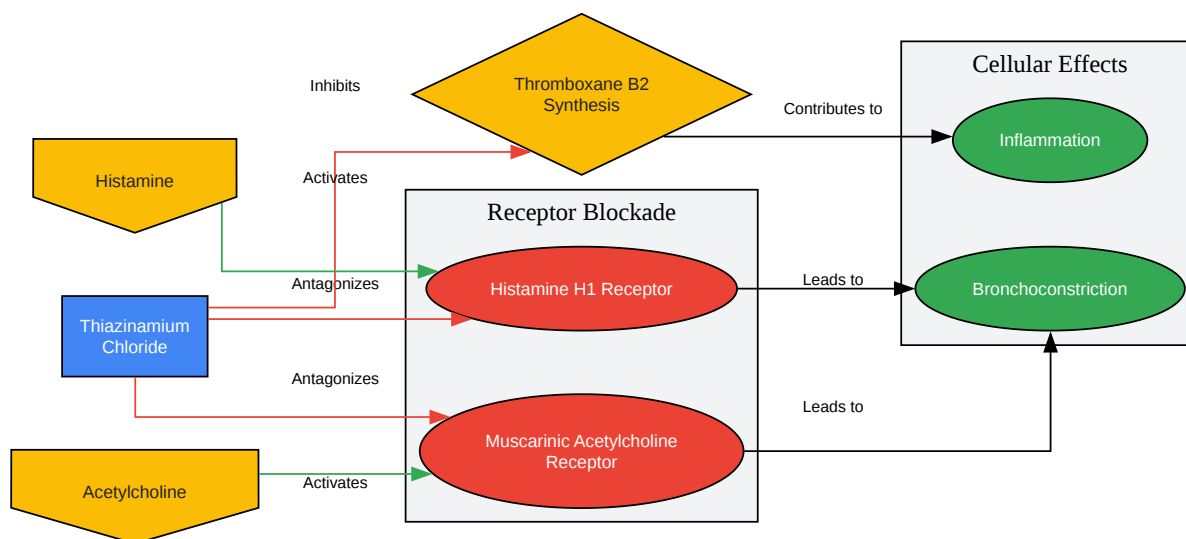 Inhibits
Thromboxane B2
Synthesis
Contributes to
Cellular Effects
Inflammation
Histamine
Activates
Receptor Blockade
Antagonizes
Histamine H1 Receptor
Leads to
Bronchoconstriction
Thiazinamium
Chloride
Antagonizes
Leads to
Muscarinic Acetylcholine
Receptor
Acetylcholine
Activates